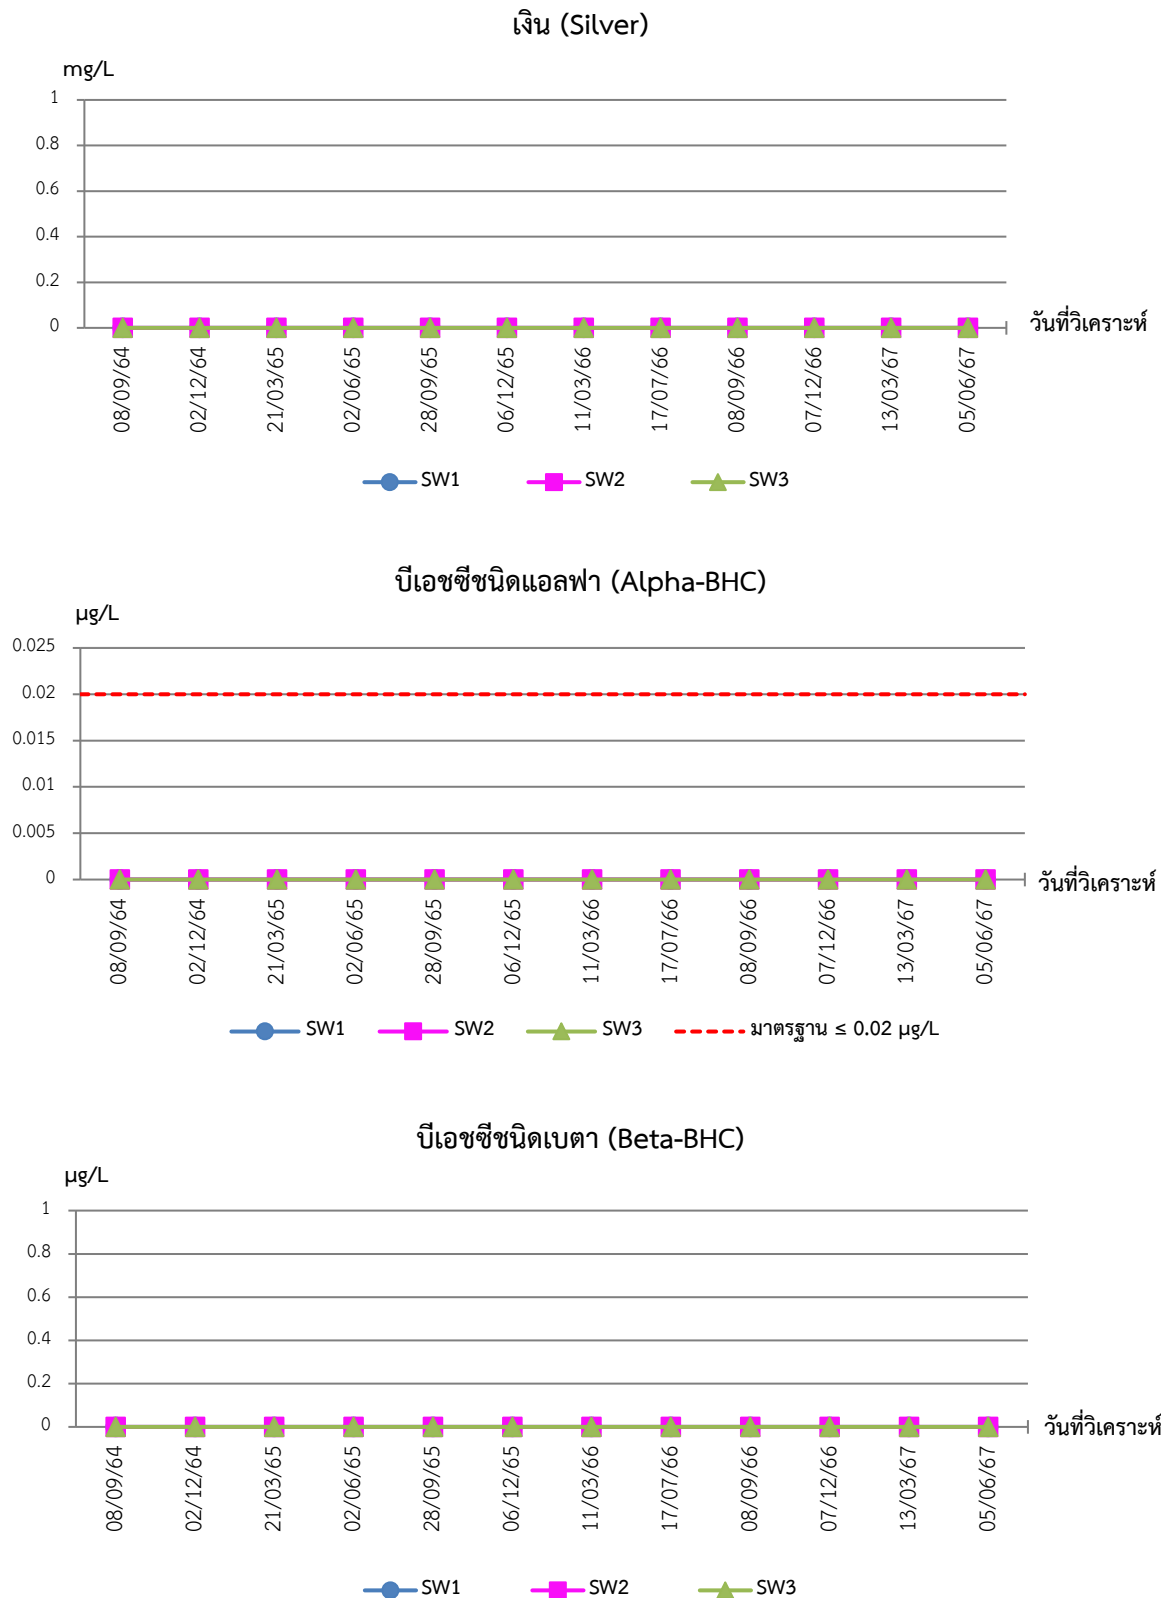 เงิน (Silver)
mg/L
1
0.8
0.6
0.4
0.2
0
วันที่วิเคราะห์
08/09/64 02/12/64 21/03/65 02/06/65 28/09/65 06/12/65 11/03/66 17/07/66 08/09/66 07/12/66 13/03/67 05/06/67
SW1 SW2 SW3
บีเอชซีชนิดแอลฟา (Alpha-BHC)
µg/L
0.025
0.02
0.015
0.01
0.005
0
วันที่วิเคราะห์
08/09/64 02/12/64 21/03/65 02/06/65 28/09/65 06/12/65 11/03/66 17/07/66 08/09/66 07/12/66 13/03/67 05/06/67
SW1 SW2 SW3 มาตรฐาน ≤ 0.02 µg/L
บีเอชซีชนิดเบตา (Beta-BHC)
µg/L
1
0.8
0.6
0.4
0.2
0
วันที่วิเคราะห์
08/09/64 02/12/64 21/03/65 02/06/65 28/09/65 06/12/65 11/03/66 17/07/66 08/09/66 07/12/66 13/03/67 05/06/67
SW1 SW2 SW3